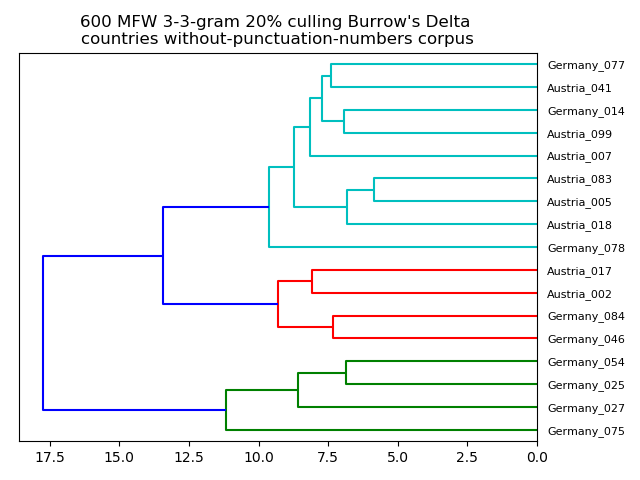 600 MFW 3-3-gram 20% culling Burrow's Delta
countries without-punctuation-numbers corpus
Germany_077
Austria_041
Germany_014
Austria_099
Austria_007
Austria_083
Austria_005
Austria_018
Germany_078
Austria_017
Austria_002
Germany_084
Germany_046
Germany_054
Germany_025
Germany_027
Germany_075
17.5 15.0 12.5 10.0 7.5 5.0 2.5 0.0